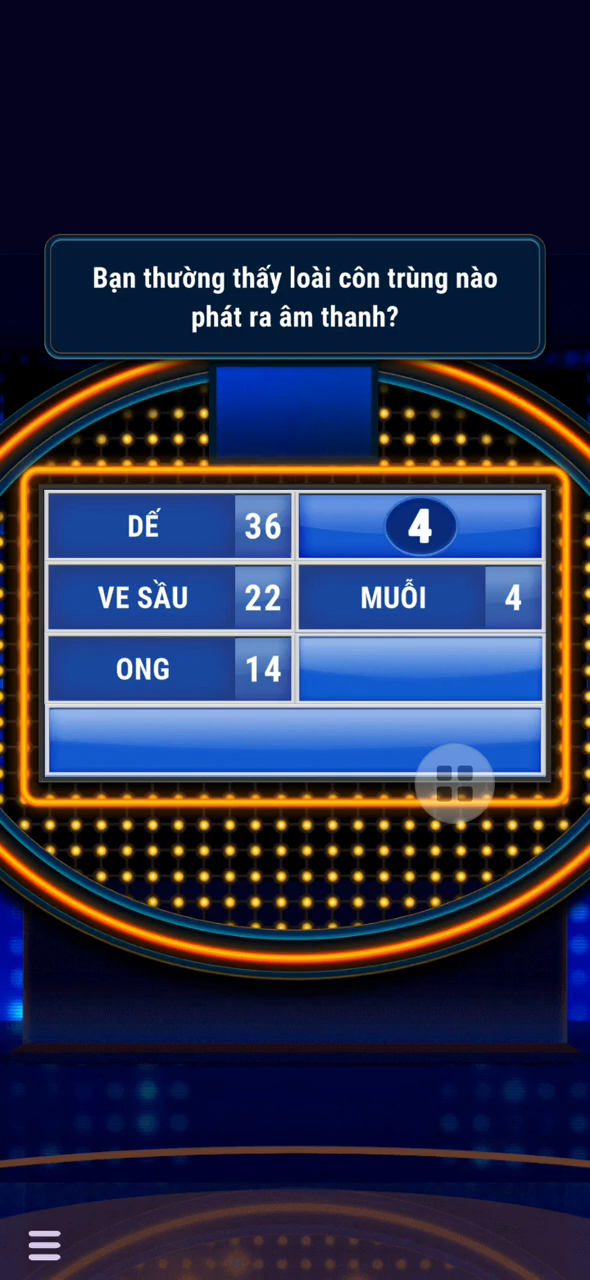 Bạn thường thấy loài côn trùng nào
phát ra âm thanh?
DẾ 36
4
VE SẦU 22
MUỖI 4
ONG 14